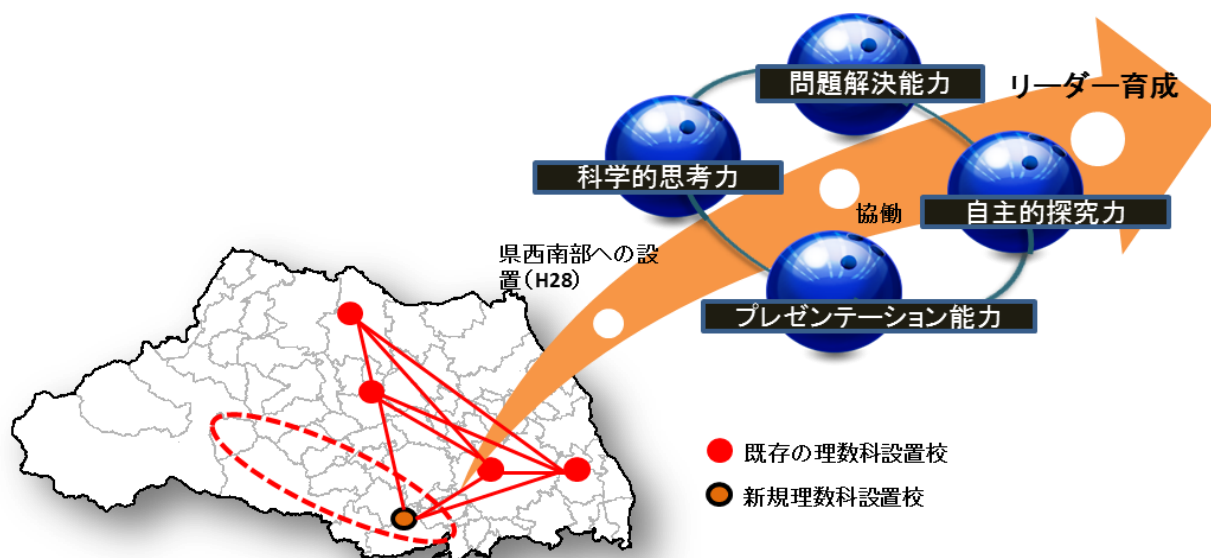 問題解決能力
リーダー育成
科学的思考力
自主的探究力
協働
県西南部への設
置(H28)
プレゼンテーション能力
既存の理数科設置校
新規理数科設置校